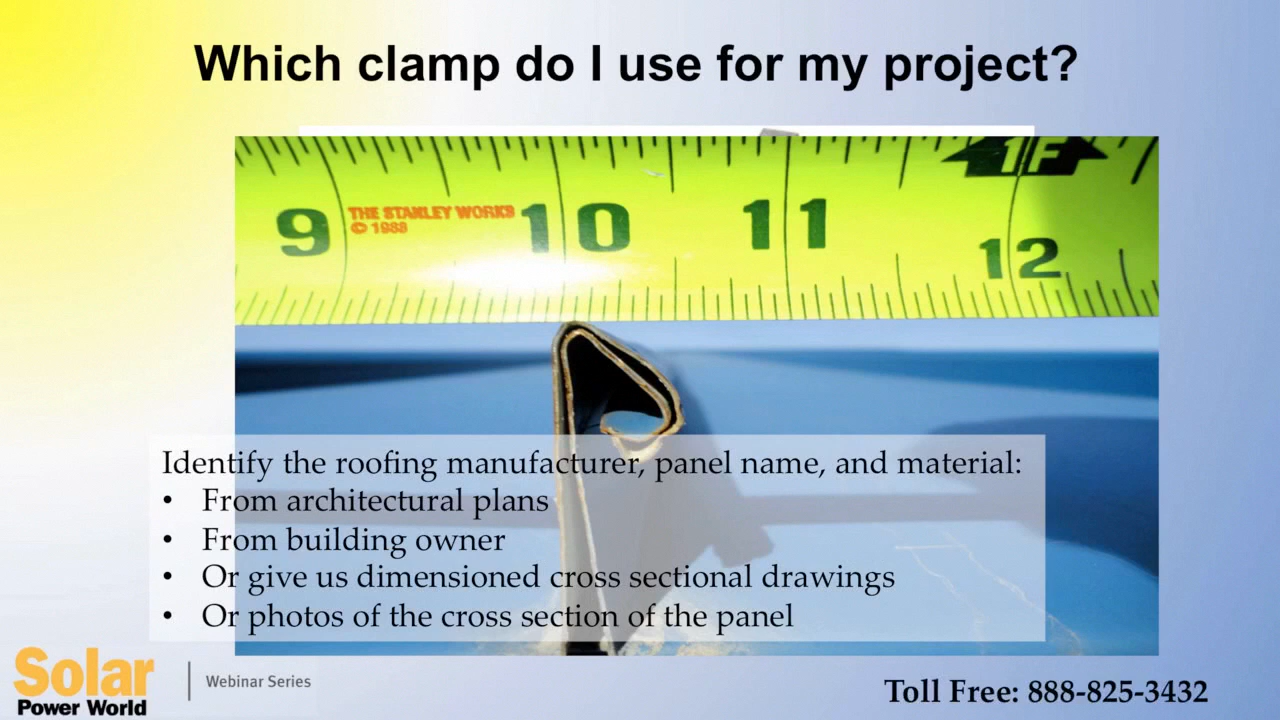 Which clamp do I use for my project?
1F
9 10 11 12
THE STANLEY WORKS
© 1988
Identify the roofing manufacturer, panel name, and material:
• From architectural plans
• From building owner
• Or give us dimensioned cross sectional drawings
• Or photos of the cross section of the panel
Solar
Power World
Webinar Series
Toll Free: 888-825-3432